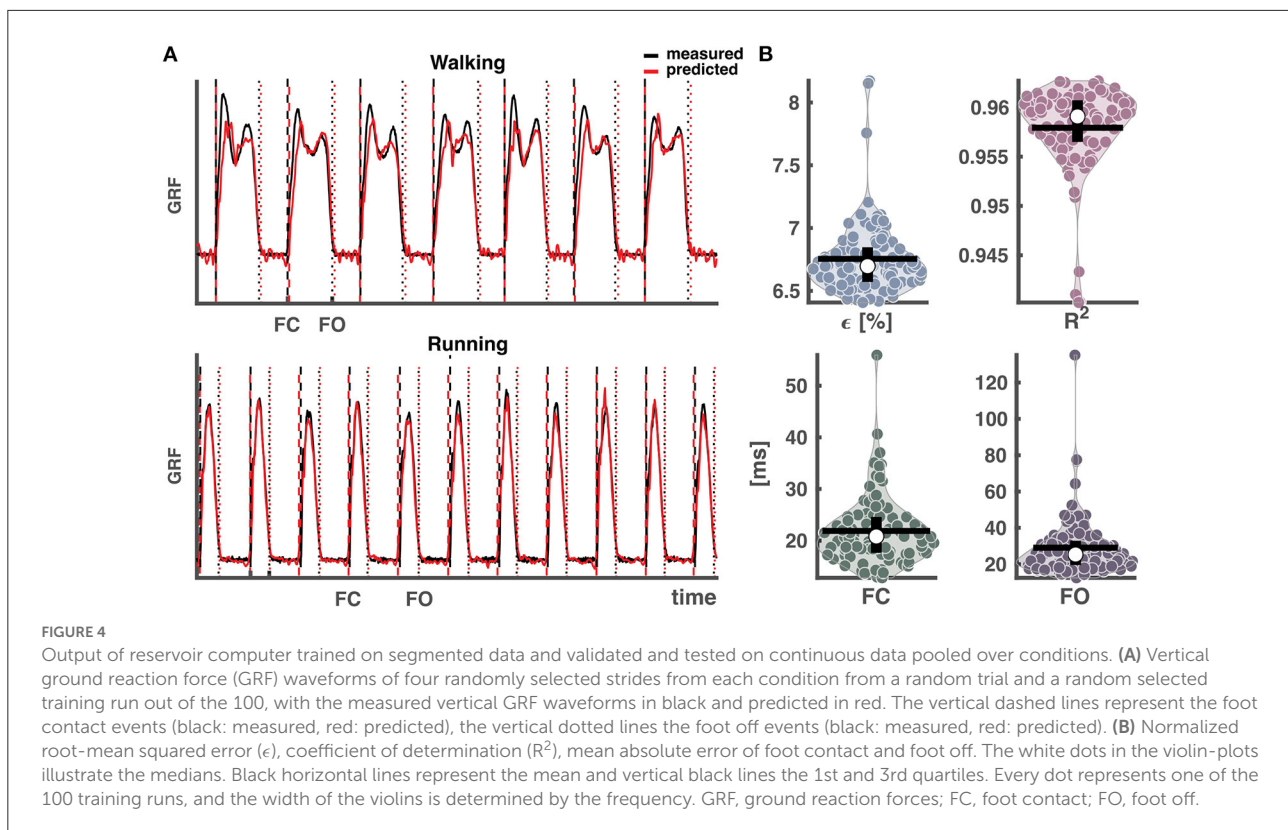 A
Walking
measured
predicted
GRF
FC FO
Running
GRF
FC FO time
B
8
7.5
7
6.5
ϵ [%]
0.96
0.955
0.95
0.945
R²
[ms]
50
40
30
20
FC
120
100
80
60
40
20
FO
FIGURE 4
Output of reservoir computer trained on segmented data and validated and tested on continuous data pooled over conditions. (A) Vertical
ground reaction force (GRF) waveforms of four randomly selected strides from each condition from a random trial and a random selected
training run out of the 100, with the measured vertical GRF waveforms in black and predicted in red. The vertical dashed lines represent the foot
contact events (black: measured, red: predicted), the vertical dotted lines the foot off events (black: measured, red: predicted). (B) Normalized
root-mean squared error (ϵ), coefficient of determination (R²), mean absolute error of foot contact and foot off. The white dots in the violin-plots
illustrate the medians. Black horizontal lines represent the mean and vertical black lines the 1st and 3rd quartiles. Every dot represents one of the
100 training runs, and the width of the violins is determined by the frequency. GRF, ground reaction forces; FC, foot contact; FO, foot off.